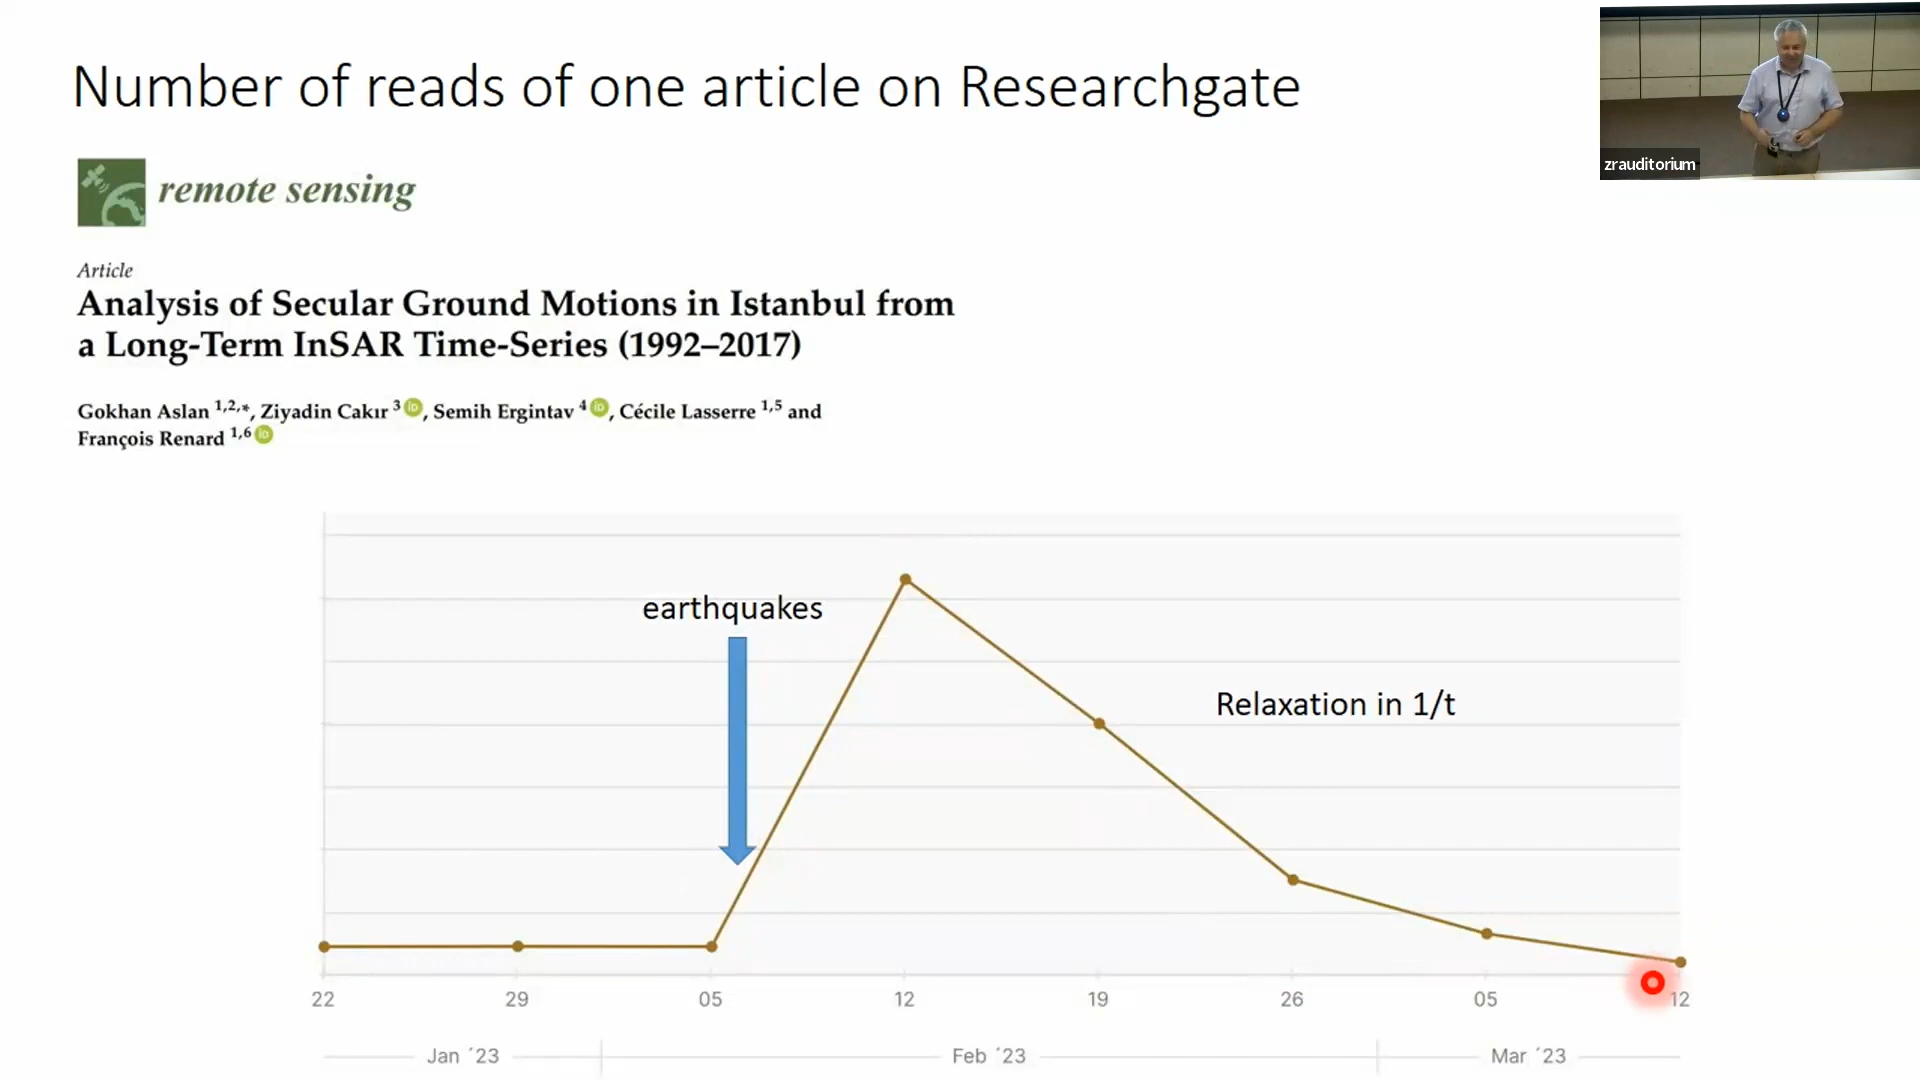 Number of reads of one article on Researchgate
zrauditorium
remote sensing
Article
Analysis of Secular Ground Motions in Istanbul from
a Long-Term InSAR Time-Series (1992–2017)
Gokhan Aslan 1,2,*, Ziyadin Cakır 3 iD, Semih Ergintav 4 iD, Cécile Lasserre 1,5 and
François Renard 1,6 iD
earthquakes
Relaxation in 1/t
22 29 05 12 19 26 05 12
Jan ´23 Feb ´23 Mar ´23